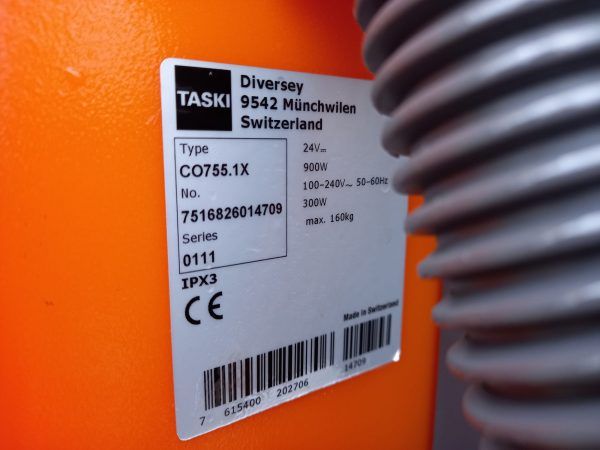 TASKI
Diversey
9542 Münchwilen
Switzerland
Type
CO755.1X
No.
7516826014709
Series
0111
24V⎓
900W
100-240V~ 50-60Hz
300W
max. 160kg
IPX3
CE
Made in Switzerland
7 615400 202706
14709